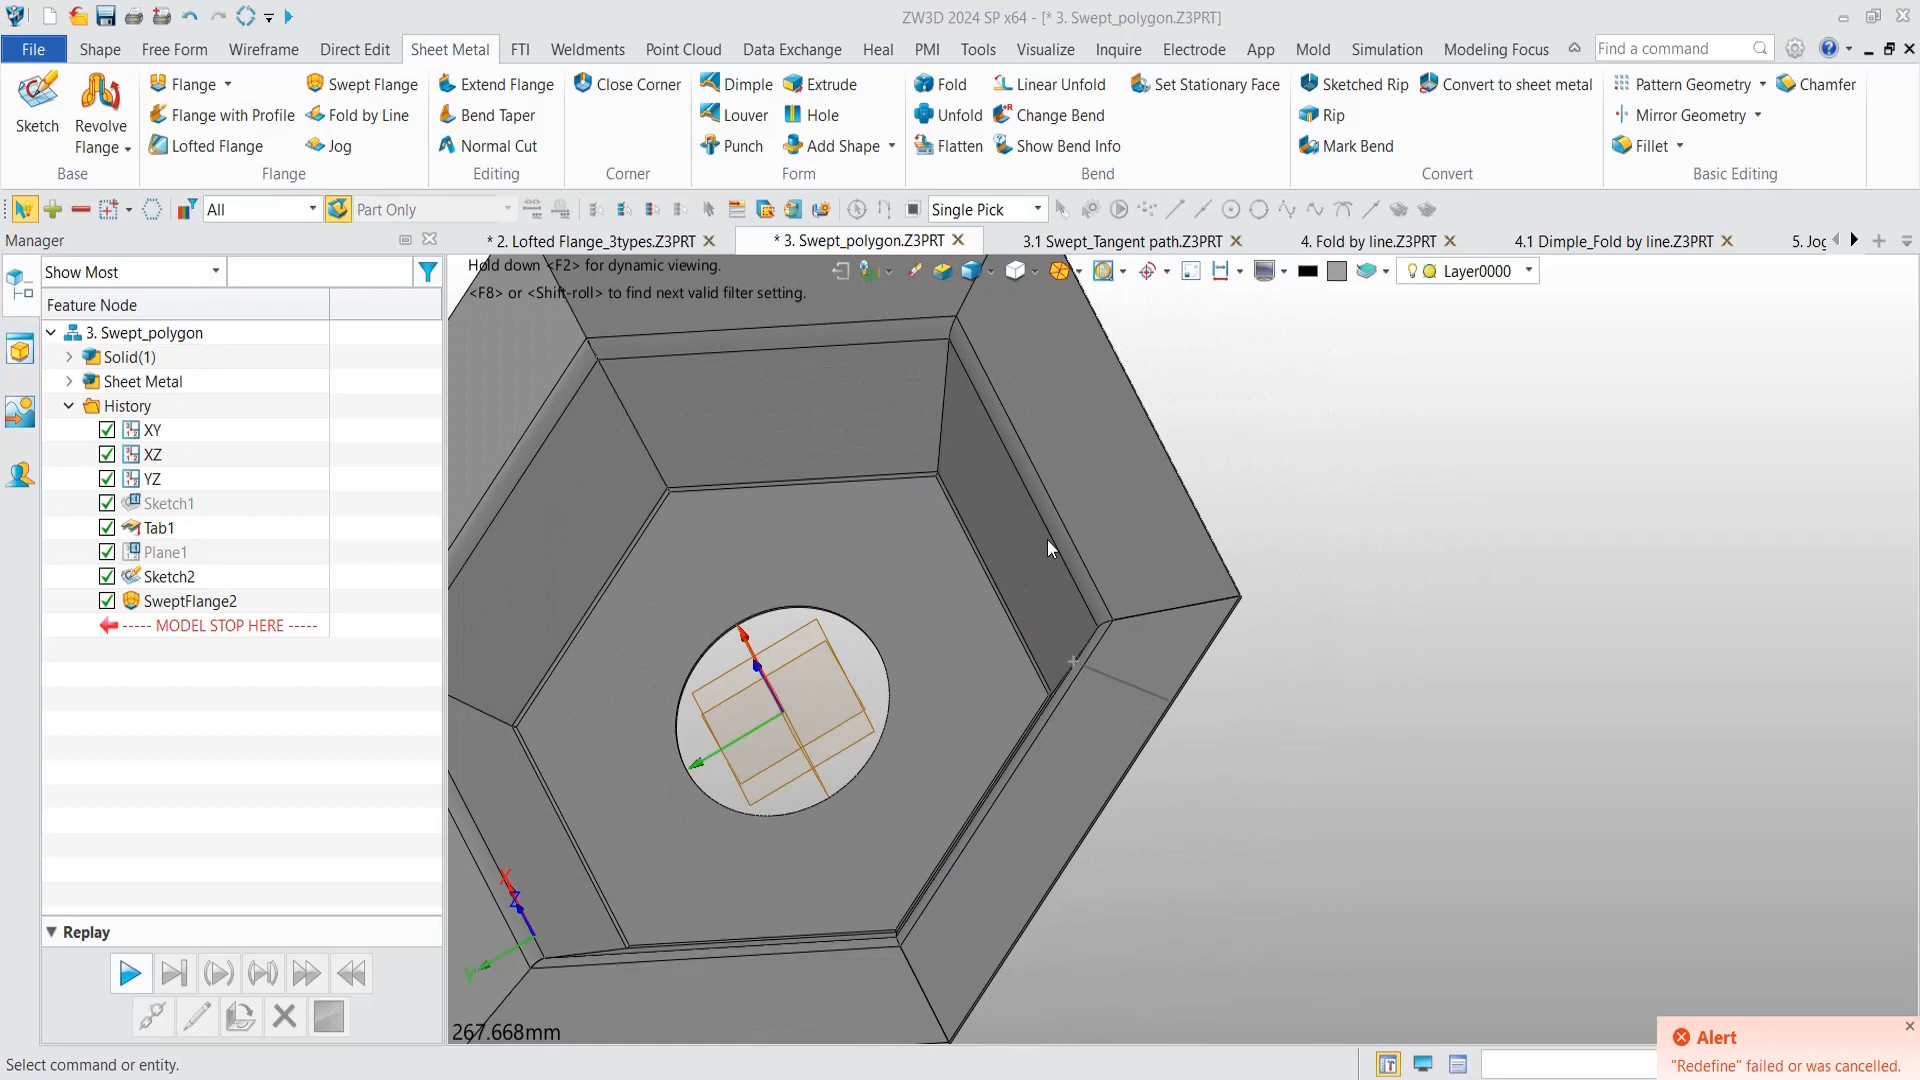 ZW3D 2024 SP x64 - [* 3. Swept_polygon.Z3PRT]
File Shape Free Form Wireframe Direct Edit Sheet Metal FTI Weldments Point Cloud Data Exchange Heal PMI Tools Visualize Inquire Electrode App Mold Simulation Modeling Focus Find a command
Flange Swept Flange Extend Flange Close Corner Dimple Extrude Fold Linear Unfold Set Stationary Face Sketched Rip Convert to sheet metal Pattern Geometry Chamfer
Sketch Revolve Flange Flange with Profile Fold by Line Bend Taper Louver Hole Unfold Change Bend Rip Mirror Geometry
Lofted Flange Jog Normal Cut Punch Add Shape Flatten Show Bend Info Mark Bend Fillet
Base Flange Editing Corner Form Bend Convert Basic Editing
All Part Only Single Pick
Manager * 2. Lofted Flange_3types.Z3PRT * 3. Swept_polygon.Z3PRT 3.1 Swept_Tangent path.Z3PRT 4. Fold by line.Z3PRT 4.1 Dimple_Fold by line.Z3PRT 5. Jog
Show Most
Hold down <F2> for dynamic viewing.
<F8> or <Shift-roll> to find next valid filter setting.
Layer0000
Feature Node
3. Swept_polygon
Solid(1)
Sheet Metal
History
XY
XZ
YZ
Sketch1
Tab1
Plane1
Sketch2
SweptFlange2
----- MODEL STOP HERE -----
X
Z
Y
Replay
267.668mm
Select command or entity.
Alert
"Redefine" failed or was cancelled.